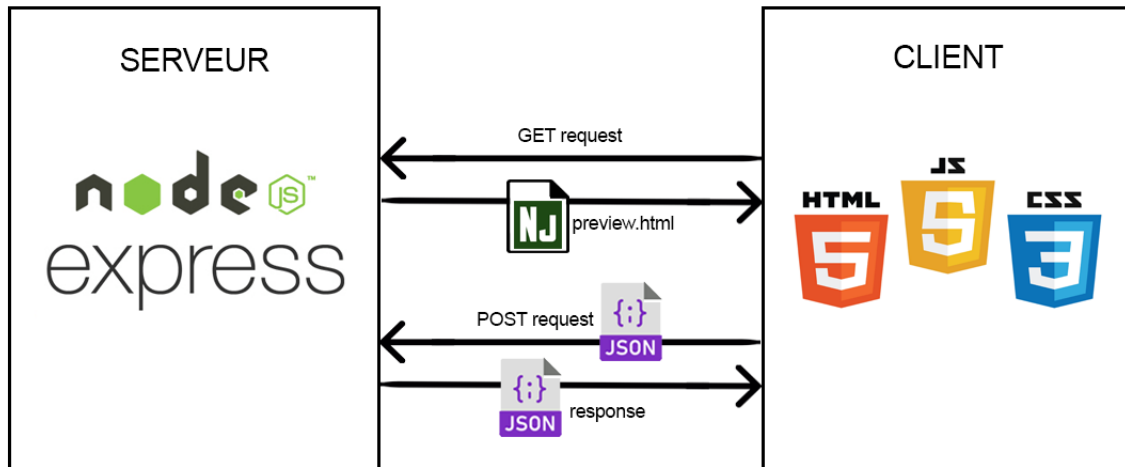 SERVEUR
node
JS
TM
express
GET request
NJ
preview.html
POST request
{;}
JSON
{;}
JSON
response
CLIENT
HTML
5
JS
5
CSS
3